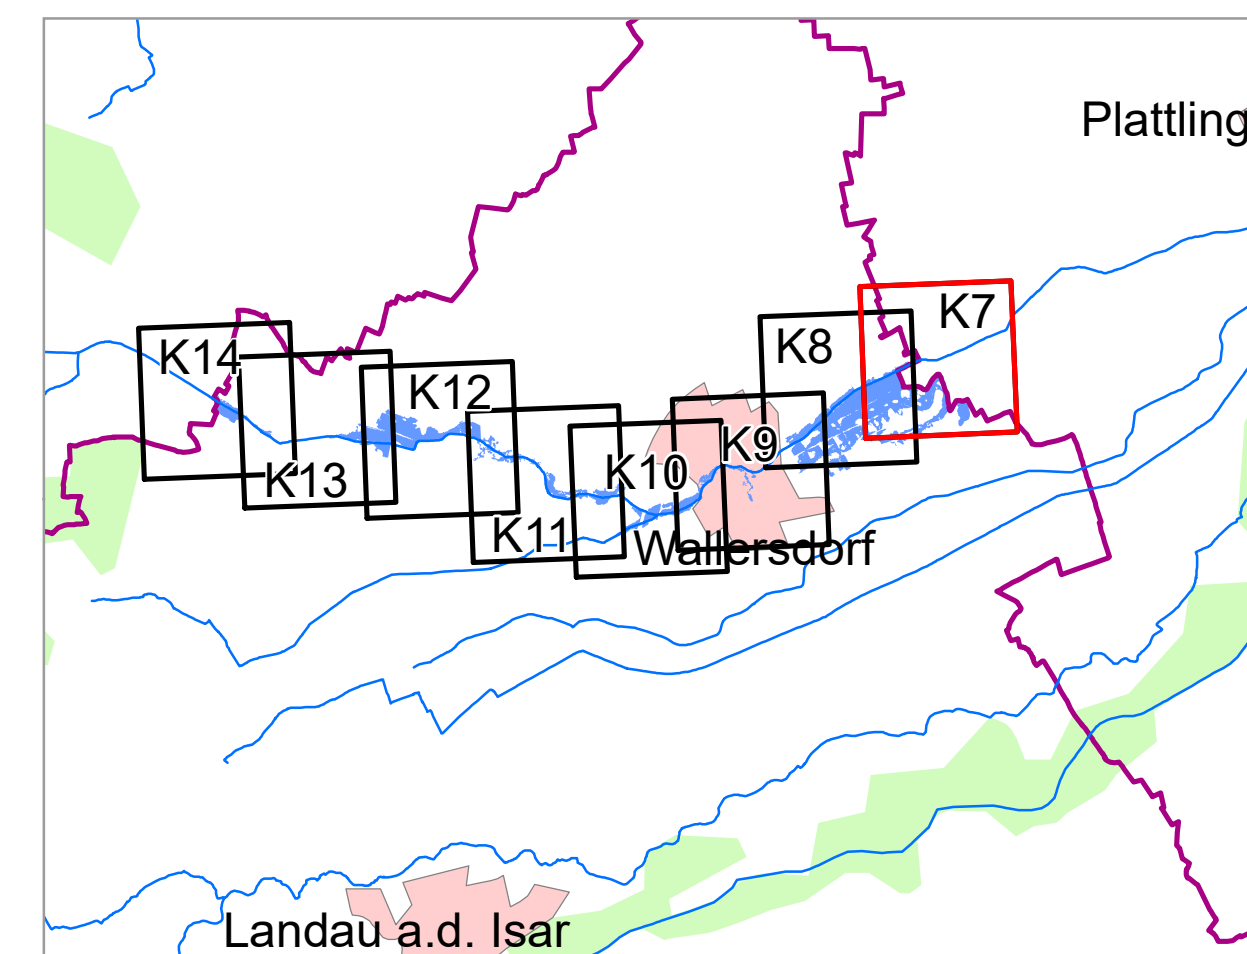 Plattling
K7
K8
K14
K12
K9
K10
K13
K11
Wallersdorf
Landau a.d. Isar